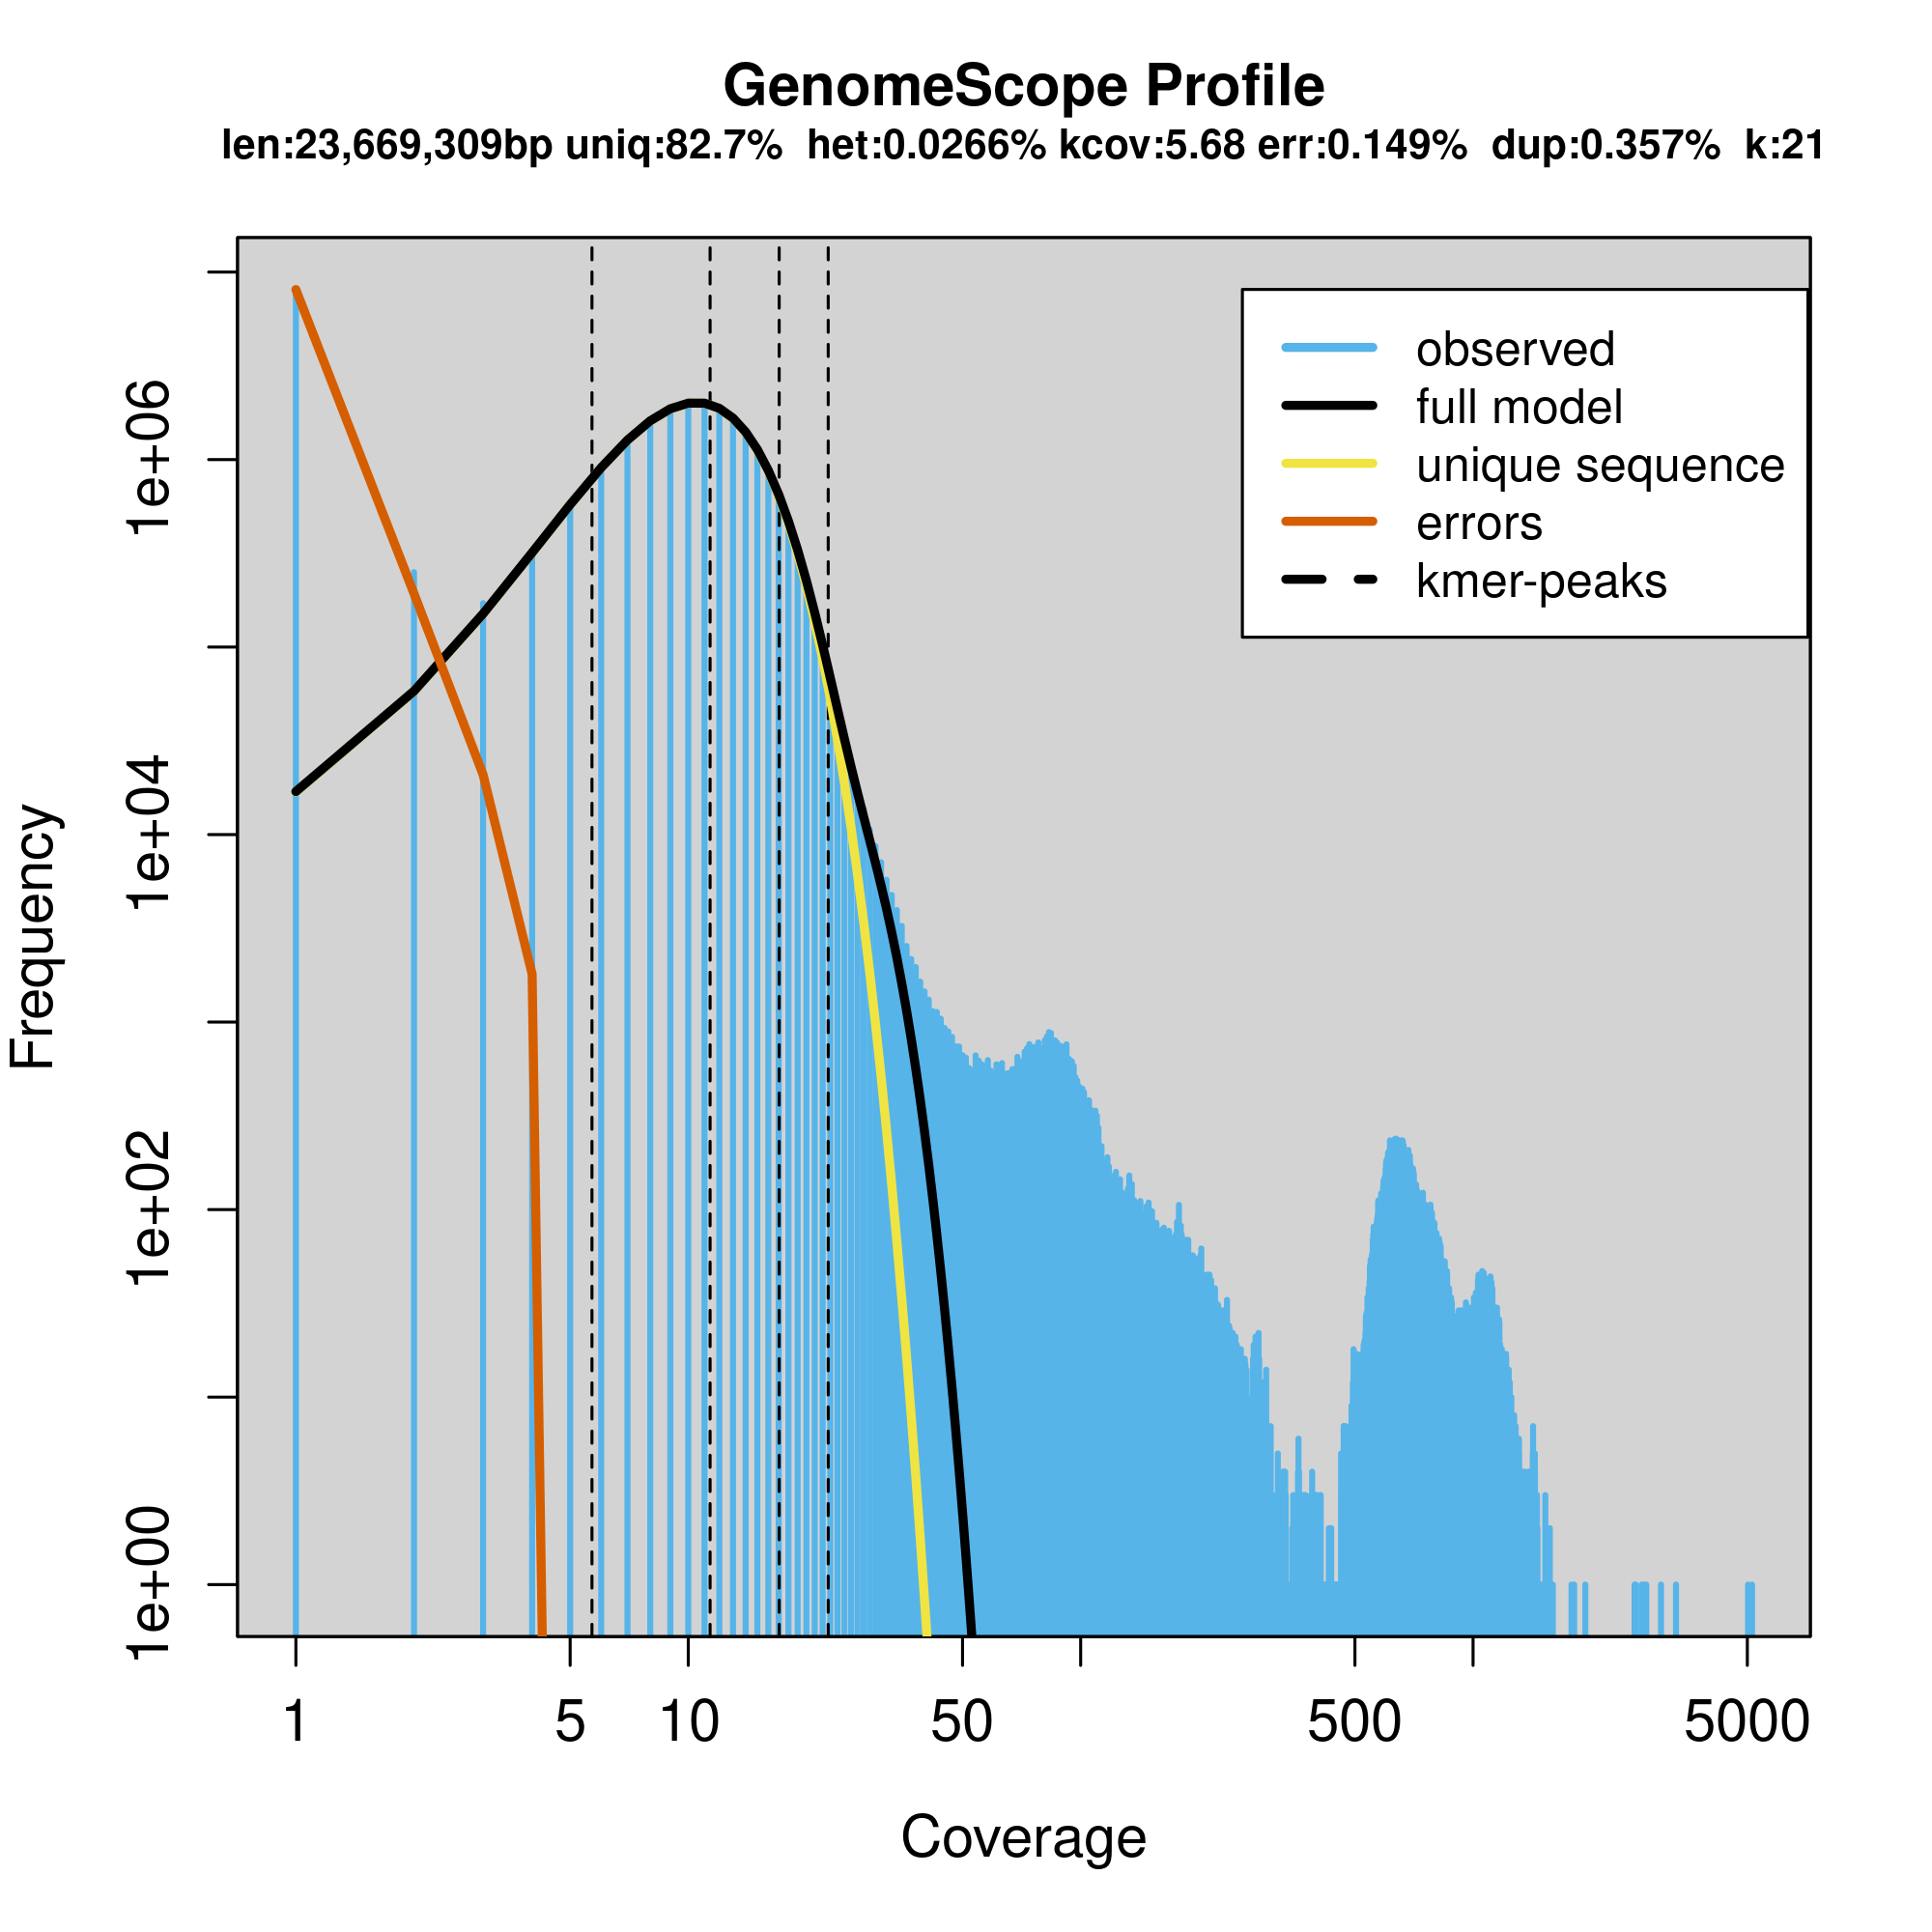 GenomeScope Profile
len:23,669,309bp uniq:82.7% het:0.0266% kcov:5.68 err:0.149% dup:0.357% k:21
observed
full model
unique sequence
errors
kmer-peaks
Frequency
1e+06
1e+04
1e+02
1e+00
1 5 10 50 500 5000
Coverage